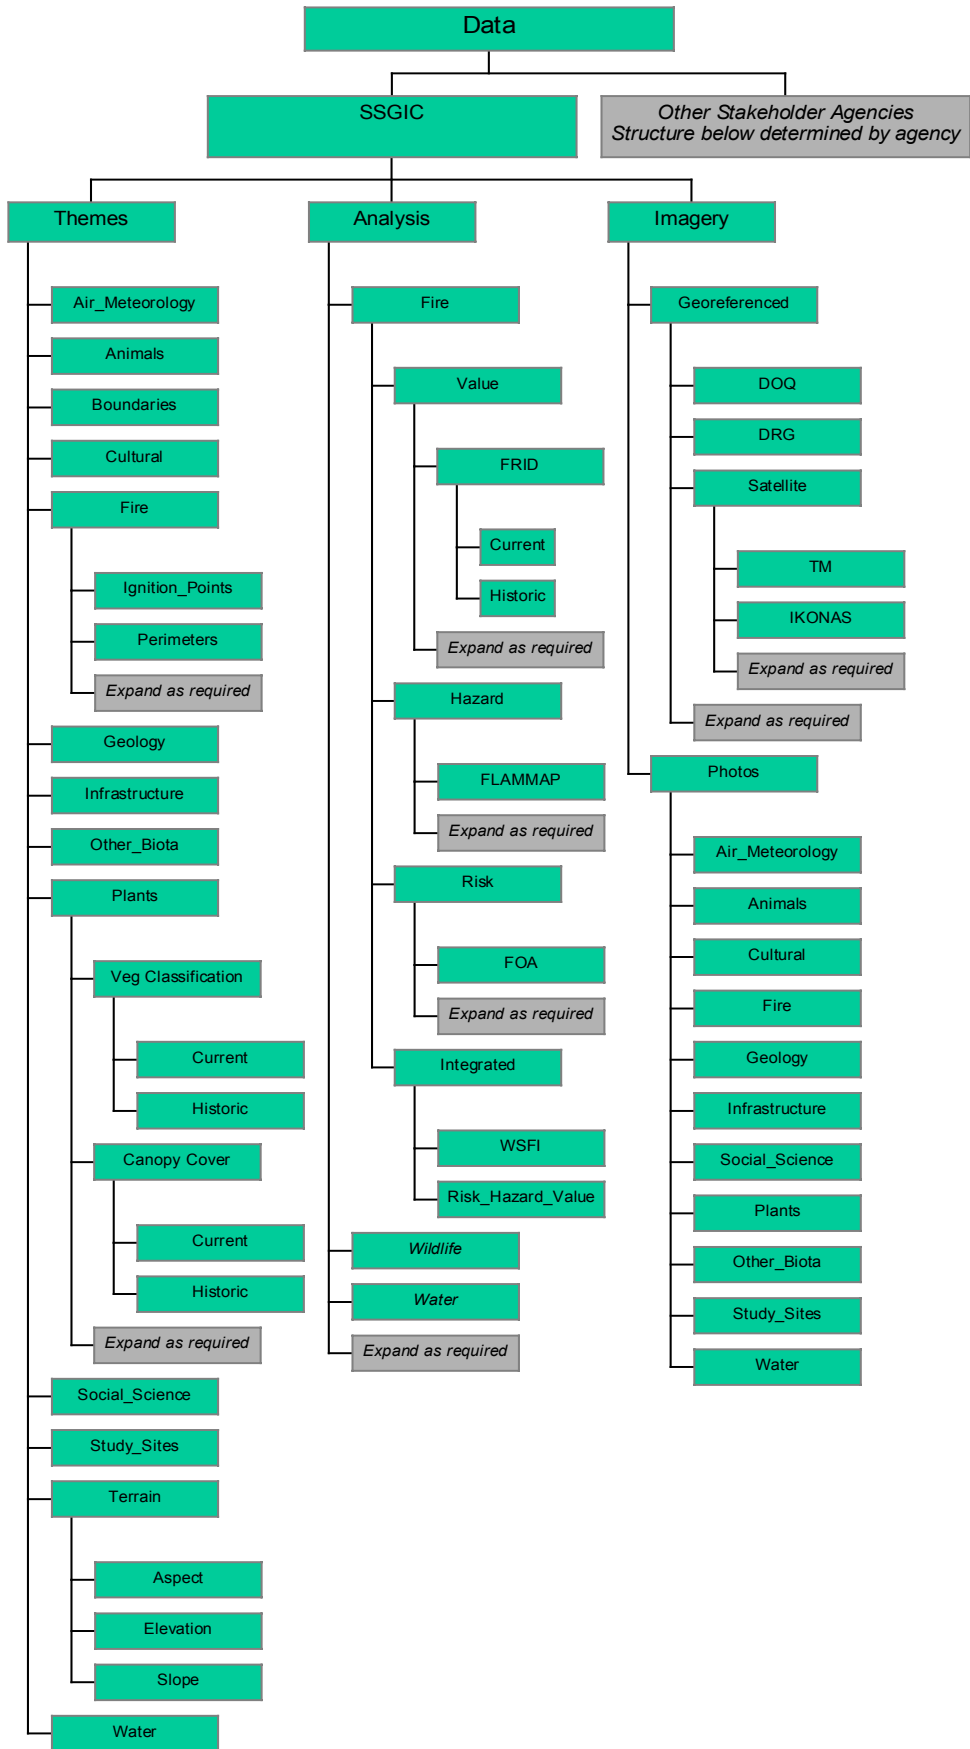 Data
SSGIC
Other Stakeholder Agencies
Structure below determined by agency
Themes
Air_Meteorology
Animals
Boundaries
Cultural
Fire
Ignition_Points
Perimeters
Expand as required
Geology
Infrastructure
Other_Biota
Plants
Veg Classification
Current
Historic
Canopy Cover
Current
Historic
Expand as required
Social_Science
Study_Sites
Terrain
Aspect
Elevation
Slope
Water
Analysis
Fire
Value
FRID
Current
Historic
Expand as required
Hazard
FLAMMAP
Expand as required
Risk
FOA
Expand as required
Integrated
WSFI
Risk_Hazard_Value
Wildlife
Water
Expand as required
Imagery
Georeferenced
DOQ
DRG
Satellite
TM
IKONAS
Expand as required
Expand as required
Photos
Air_Meteorology
Animals
Cultural
Fire
Geology
Infrastructure
Social_Science
Plants
Other_Biota
Study_Sites
Water